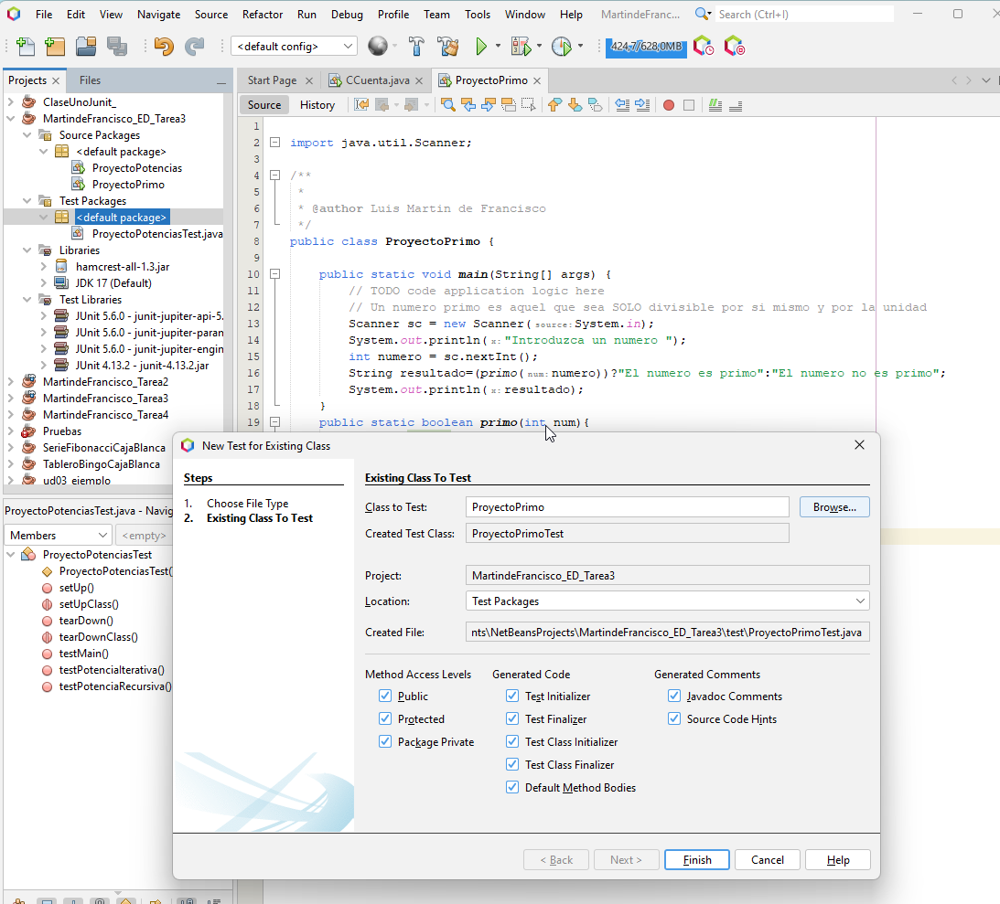 File Edit View Navigate Source Refactor Run Debug Profile Team Tools Window Help MartindeFranc... Search (Ctrl+I)
<default config> 424,7/628,0MB
Projects Files
ClaseUnoJunit_
MartindeFrancisco_ED_Tarea3
Source Packages
<default package>
ProyectoPotencias
ProyectoPrimo
Test Packages
<default package>
ProyectoPotenciasTest.java
Libraries
hamcrest-all-1.3.jar
JDK 17 (Default)
Test Libraries
JUnit 5.6.0 - junit-jupiter-api-5.
JUnit 5.6.0 - junit-jupiter-paran
JUnit 5.6.0 - junit-jupiter-engin
JUnit 4.13.2 - junit-4.13.2.jar
MartindeFrancisco_Tarea2
MartindeFrancisco_Tarea3
MartindeFrancisco_Tarea4
Pruebas
SerieFibonacciCajaBlanca
TableroBingoCajaBlanca
ud03_ejemplo
Start Page CCuenta.java ProyectoPrimo
Source History
1
2 import java.util.Scanner;
3
4 /**
5 *
6 * @author Luis Martin de Francisco
7 */
8 public class ProyectoPrimo {
9
10 public static void main(String[] args) {
11 // TODO code application logic here
12 // Un numero primo es aquel que sea SOLO divisible por si mismo y por la unidad
13 Scanner sc = new Scanner(source:System.in);
14 System.out.println(x:"Introduzca un numero ");
15 int numero = sc.nextInt();
16 String resultado=(primo(num:numero))?"El numero es primo":"El numero no es primo";
17 System.out.println(x:resultado);
18 }
19 public static boolean primo(int num){
ProyectoPotenciasTest.java - Navig
Members <empty>
ProyectoPotenciasTest
ProyectoPotenciasTest(
setUp()
setUpClass()
tearDown()
tearDownClass()
testMain()
testPotenciaIterativa()
testPotenciaRecursiva()
New Test for Existing Class
Steps
1. Choose File Type
2. Existing Class To Test
Existing Class To Test
Class to Test: ProyectoPrimo Browse...
Created Test Class: ProyectoPrimoTest
Project: MartindeFrancisco_ED_Tarea3
Location: Test Packages
Created File: nts\NetBeansProjects\MartindeFrancisco_ED_Tarea3\test\ProyectoPrimoTest.java
Method Access Levels Generated Code Generated Comments
Public Test Initializer Javadoc Comments
Protected Test Finalizer Source Code Hints
Package Private Test Class Initializer
Test Class Finalizer
Default Method Bodies
< Back Next > Finish Cancel Help